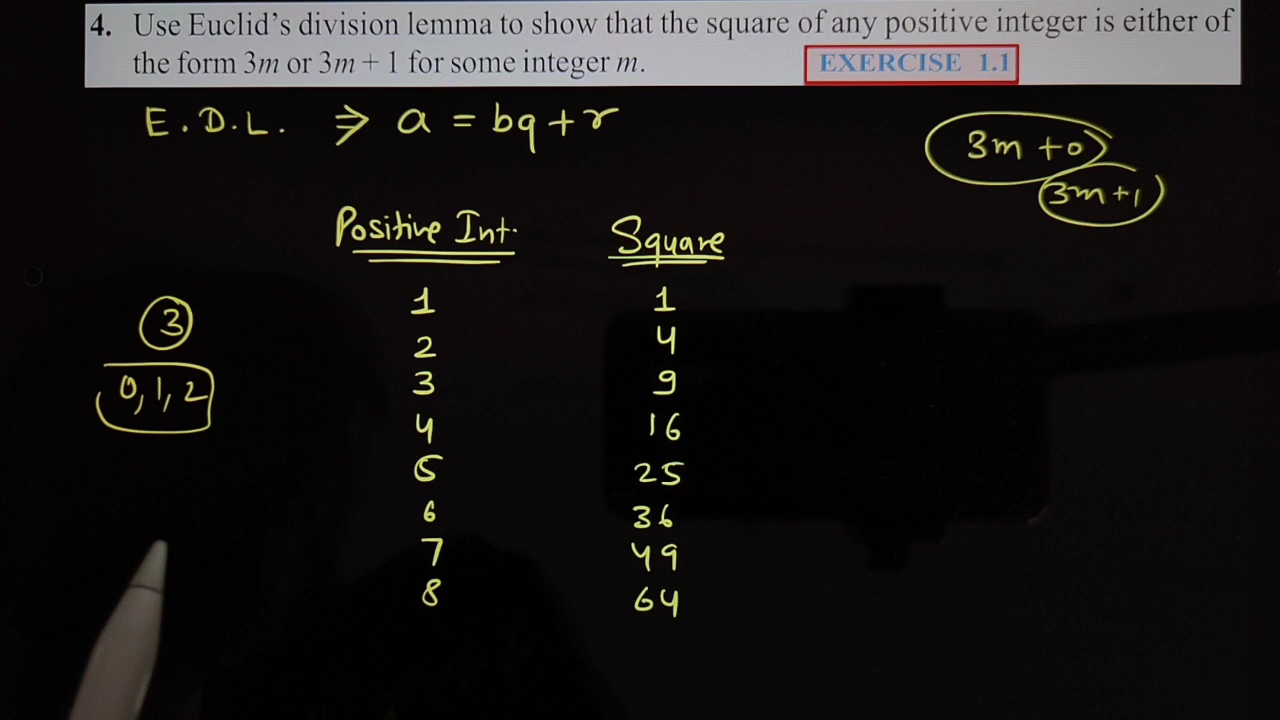 4. Use Euclid's division lemma to show that the square of any positive integer is either of
the form 3m or 3m + 1 for some integer m.
EXERCISE 1.1
E.D.L. ⇒ a = bq + r
3m + 0
3m + 1
Positive Int. Square
1 1
2 4
3 9
4 16
5 25
6 36
7 49
8 64
3
0, 1, 2